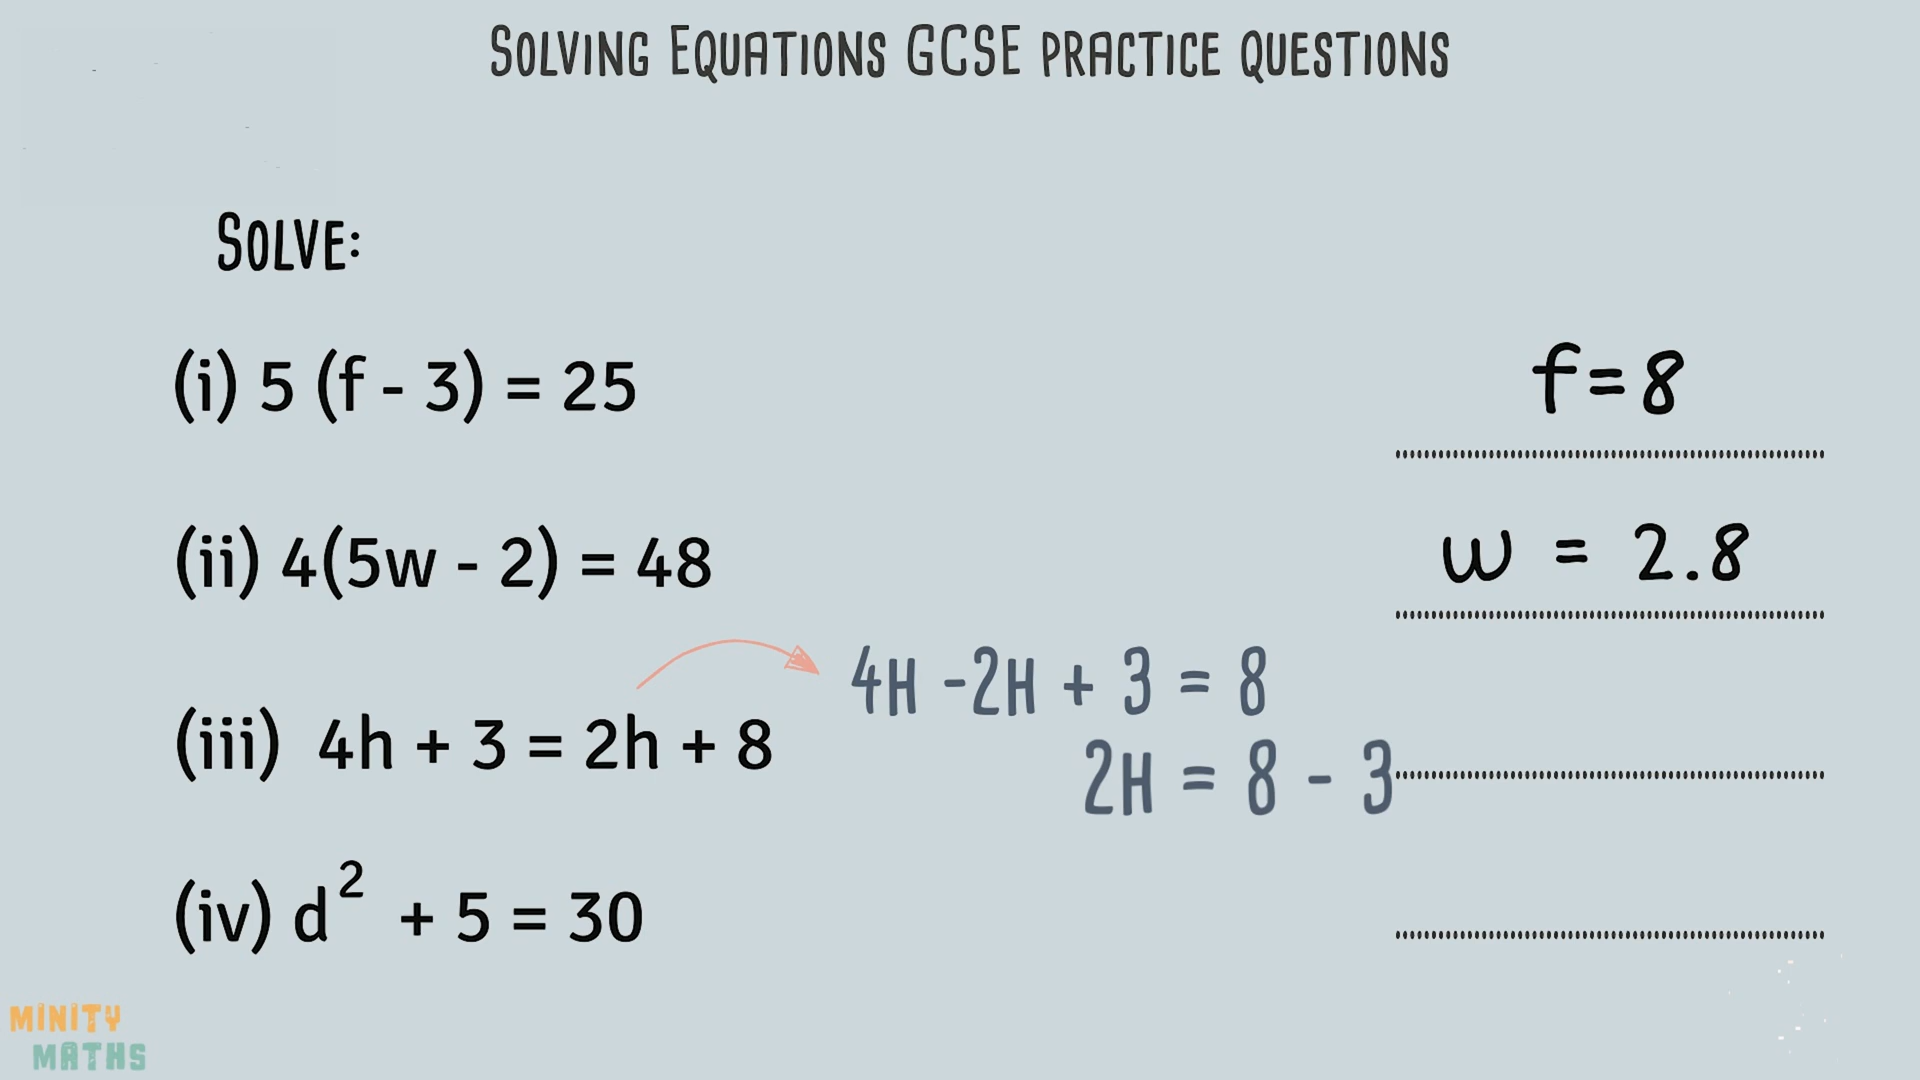 Solving Equations GCSE practice questions
Solve:
(i) 5 (f - 3) = 25
f=8
(ii) 4(5w - 2) = 48
w = 2.8
4h -2h + 3 = 8
(iii) 4h + 3 = 2h + 8
2h = 8 - 3
(iv) d² + 5 = 30
MINITY
MATHS